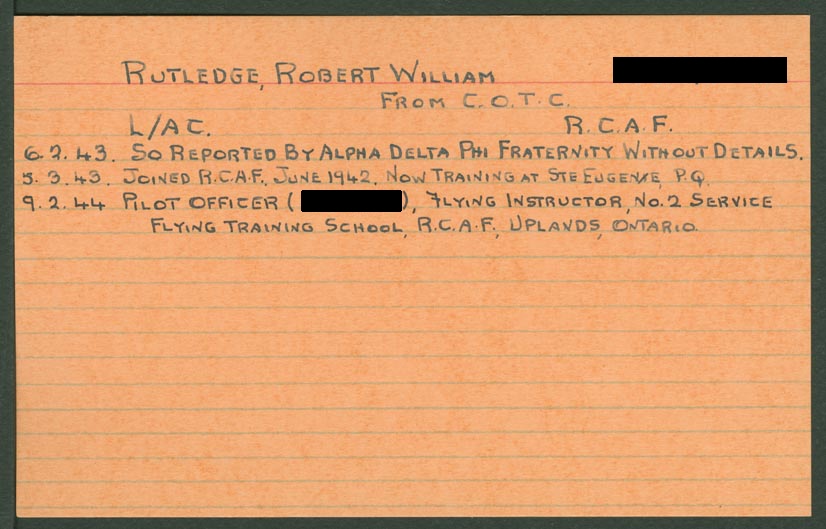 RUTLEDGE, ROBERT WILLIAM
FROM C.O.T.C.
L/AC. R.C.A.F.
6.2.43. SO REPORTED BY ALPHA DELTA PHI FRATERNITY WITHOUT DETAILS.
5.3.43. JOINED R.C.A.F. JUNE 1942. NOW TRAINING AT STE EUGENE, P.Q.
9.2.44 PILOT OFFICER ( ), FLYING INSTRUCTOR, NO.2 SERVICE
FLYING TRAINING SCHOOL, R.C.A.F., UPLANDS, ONTARIO.